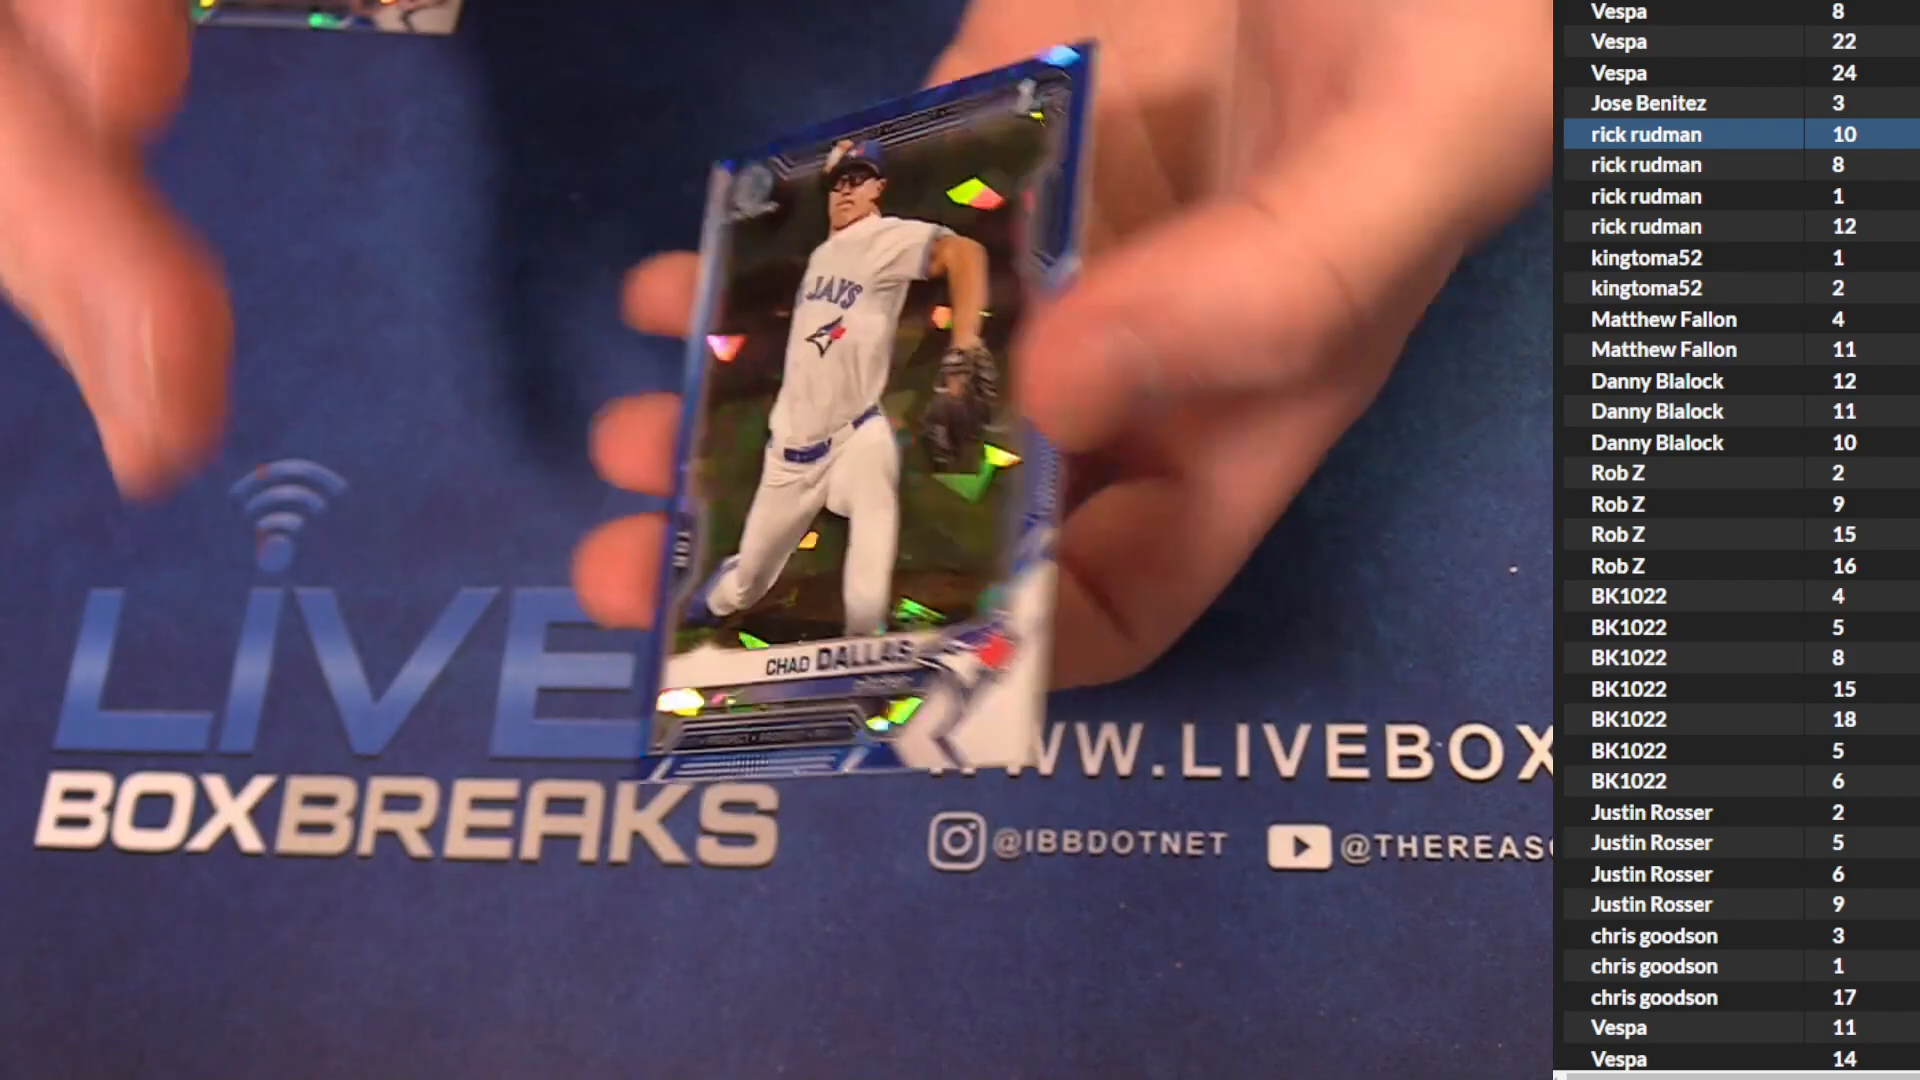 JAYS
CHAD DALLAS
LIVE
BOXBREAKS
WW.LIVEBOX
@IBBDOTNET
@THEREAS
Vespa 8
Vespa 22
Vespa 24
Jose Benitez 3
rick rudman 10
rick rudman 8
rick rudman 1
rick rudman 12
kingtoma52 1
kingtoma52 2
Matthew Fallon 4
Matthew Fallon 11
Danny Blalock 12
Danny Blalock 11
Danny Blalock 10
Rob Z 2
Rob Z 9
Rob Z 15
Rob Z 16
BK1022 4
BK1022 5
BK1022 8
BK1022 15
BK1022 18
BK1022 5
BK1022 6
Justin Rosser 2
Justin Rosser 5
Justin Rosser 6
Justin Rosser 9
chris goodson 3
chris goodson 1
chris goodson 17
Vespa 11
Vespa 14